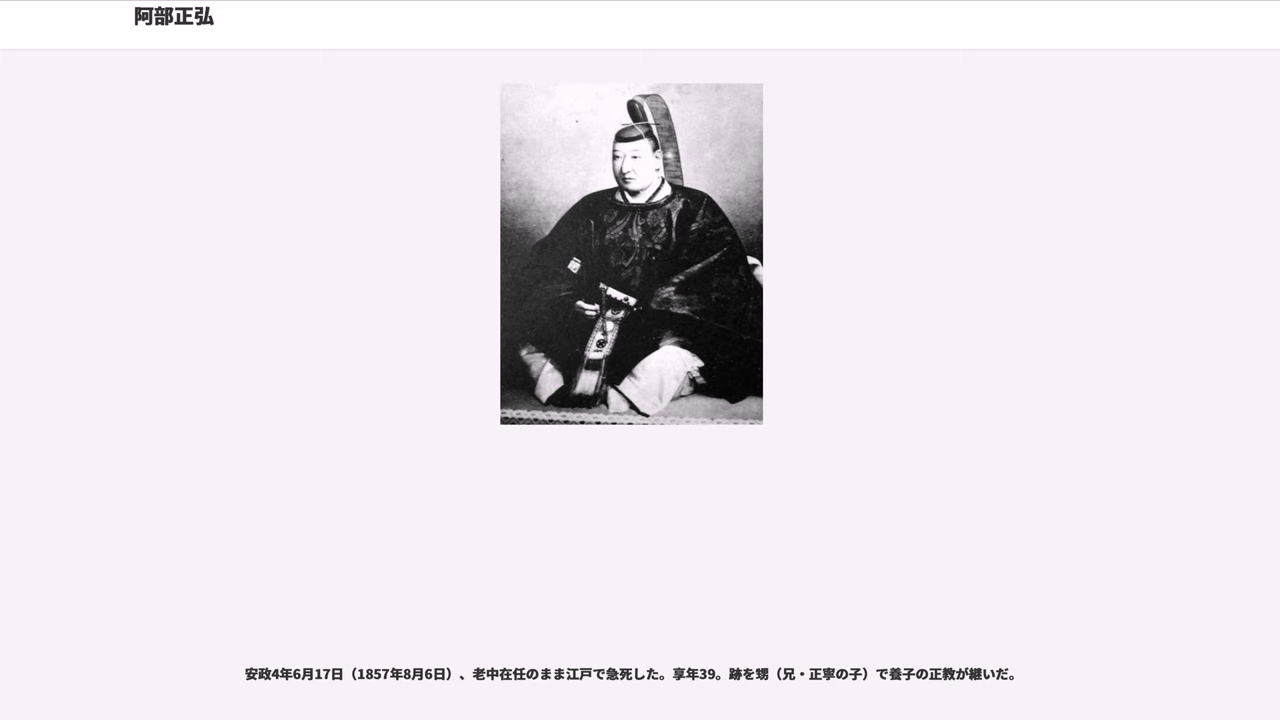 阿部正弘
安政4年6月17日（1857年8月6日）、老中在任のまま江戸で急死した。享年39。跡を甥（兄・正寧の子）で養子の正教が継いだ。